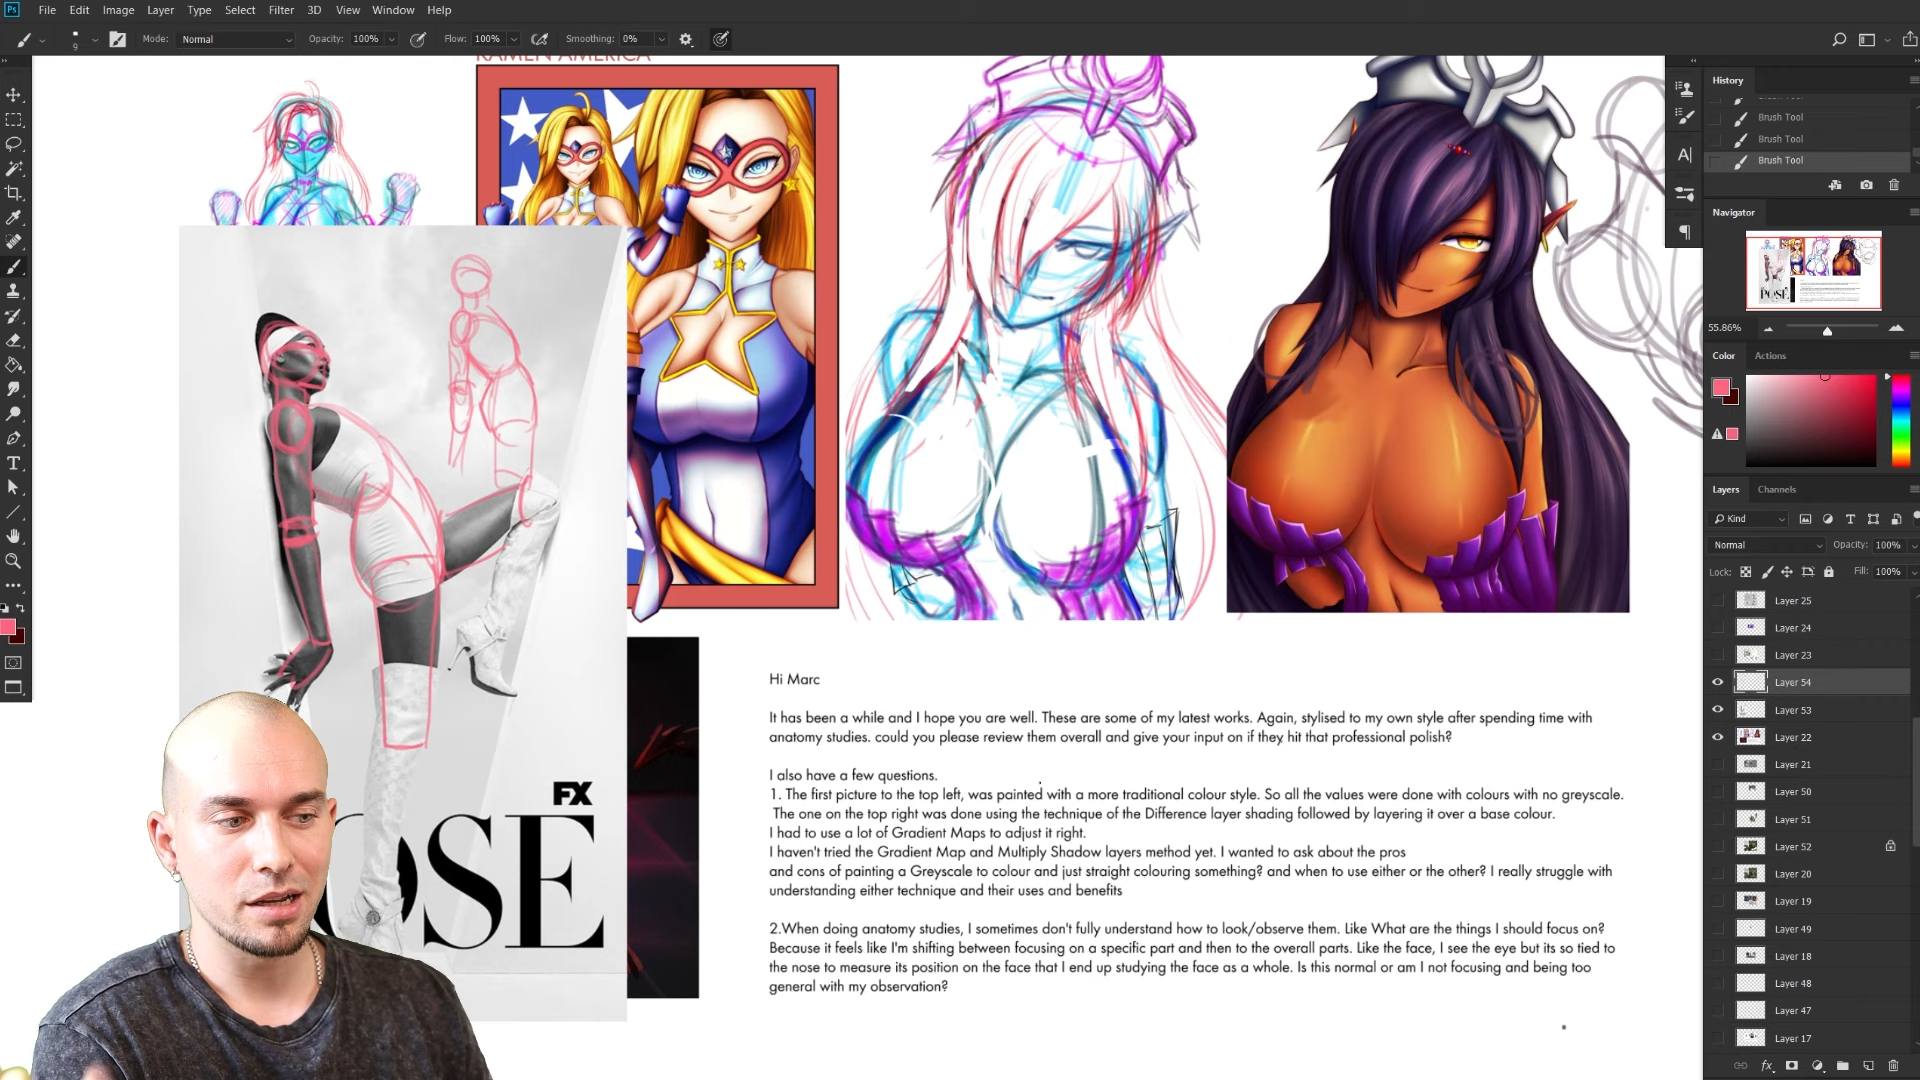 Ps File Edit Image Layer Type Select Filter 3D View Window Help
9 Mode: Normal Opacity: 100% Flow: 100% Smoothing: 0%
RAMEN AMERICA
History
Brush Tool
Brush Tool
Brush Tool
Brush Tool
Navigator
55.86%
Color Actions
Layers Channels
Kind
Normal Opacity: 100%
Lock: Fill: 100%
Layer 25
Layer 24
Layer 23
Layer 54
Layer 53
Layer 22
Layer 21
Layer 50
Layer 51
Layer 52
Layer 20
Layer 19
Layer 49
Layer 18
Layer 48
Layer 47
Layer 17
fx
FX
POSE
Hi Marc
It has been a while and I hope you are well. These are some of my latest works. Again, stylised to my own style after spending time with
anatomy studies. could you please review them overall and give your input on if they hit that professional polish?
I also have a few questions.
1. The first picture to the top left, was painted with a more traditional colour style. So all the values were done with colours with no greyscale.
The one on the top right was done using the technique of the Difference layer shading followed by layering it over a base colour.
I had to use a lot of Gradient Maps to adjust it right.
I haven't tried the Gradient Map and Multiply Shadow layers method yet. I wanted to ask about the pros
and cons of painting a Greyscale to colour and just straight colouring something? and when to use either or the other? I really struggle with
understanding either technique and their uses and benefits
2.When doing anatomy studies, I sometimes don't fully understand how to look/observe them. Like What are the things I should focus on?
Because it feels like I'm shifting between focusing on a specific part and then to the overall parts. Like the face, I see the eye but its so tied to
the nose to measure its position on the face that I end up studying the face as a whole. Is this normal or am I not focusing and being too
general with my observation?